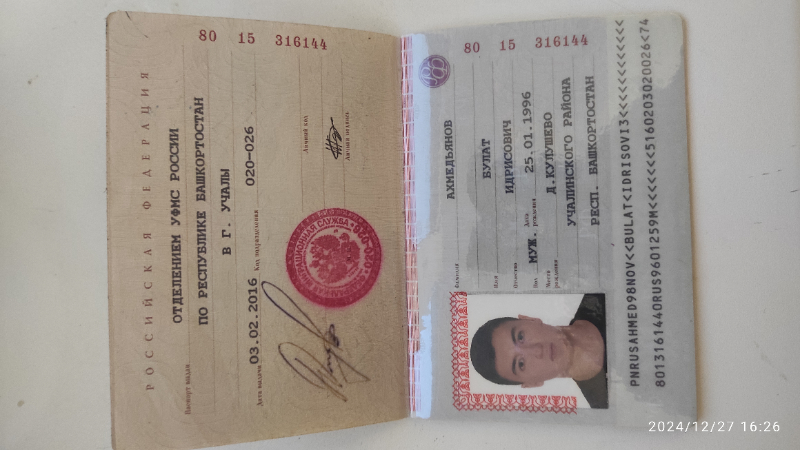 РОССИЙСКАЯ ФЕДЕРАЦИЯ
80 15 316144
Паспорт выдан
ОТДЕЛЕНИЕМ УФМС РОССИИ
ПО РЕСПУБЛИКЕ БАШКОРТОСТАН
В Г. УЧАЛЫ
Дата выдачи 03.02.2016 Код подразделения 020-026
Личный код
Личная подпись
80 15 316144
Фамилия
АХМЕДЬЯНОВ
Имя
БУЛАТ
Отчество
ИДРИСОВИЧ
Пол МУЖ. Дата рождения 25.01.1996
Место рождения
Д.КУЛУШЕВО
УЧАЛИНСКОГО РАЙОНА
РЕСП. БАШКОРТОСТАН
PNRUSAHMED98NOV<<BULAT<IDRISOVI3<<<<<<<<<<<<
8013161440RUS9601259M<<<<<<<5160203020026<74
2024/12/27 16:26